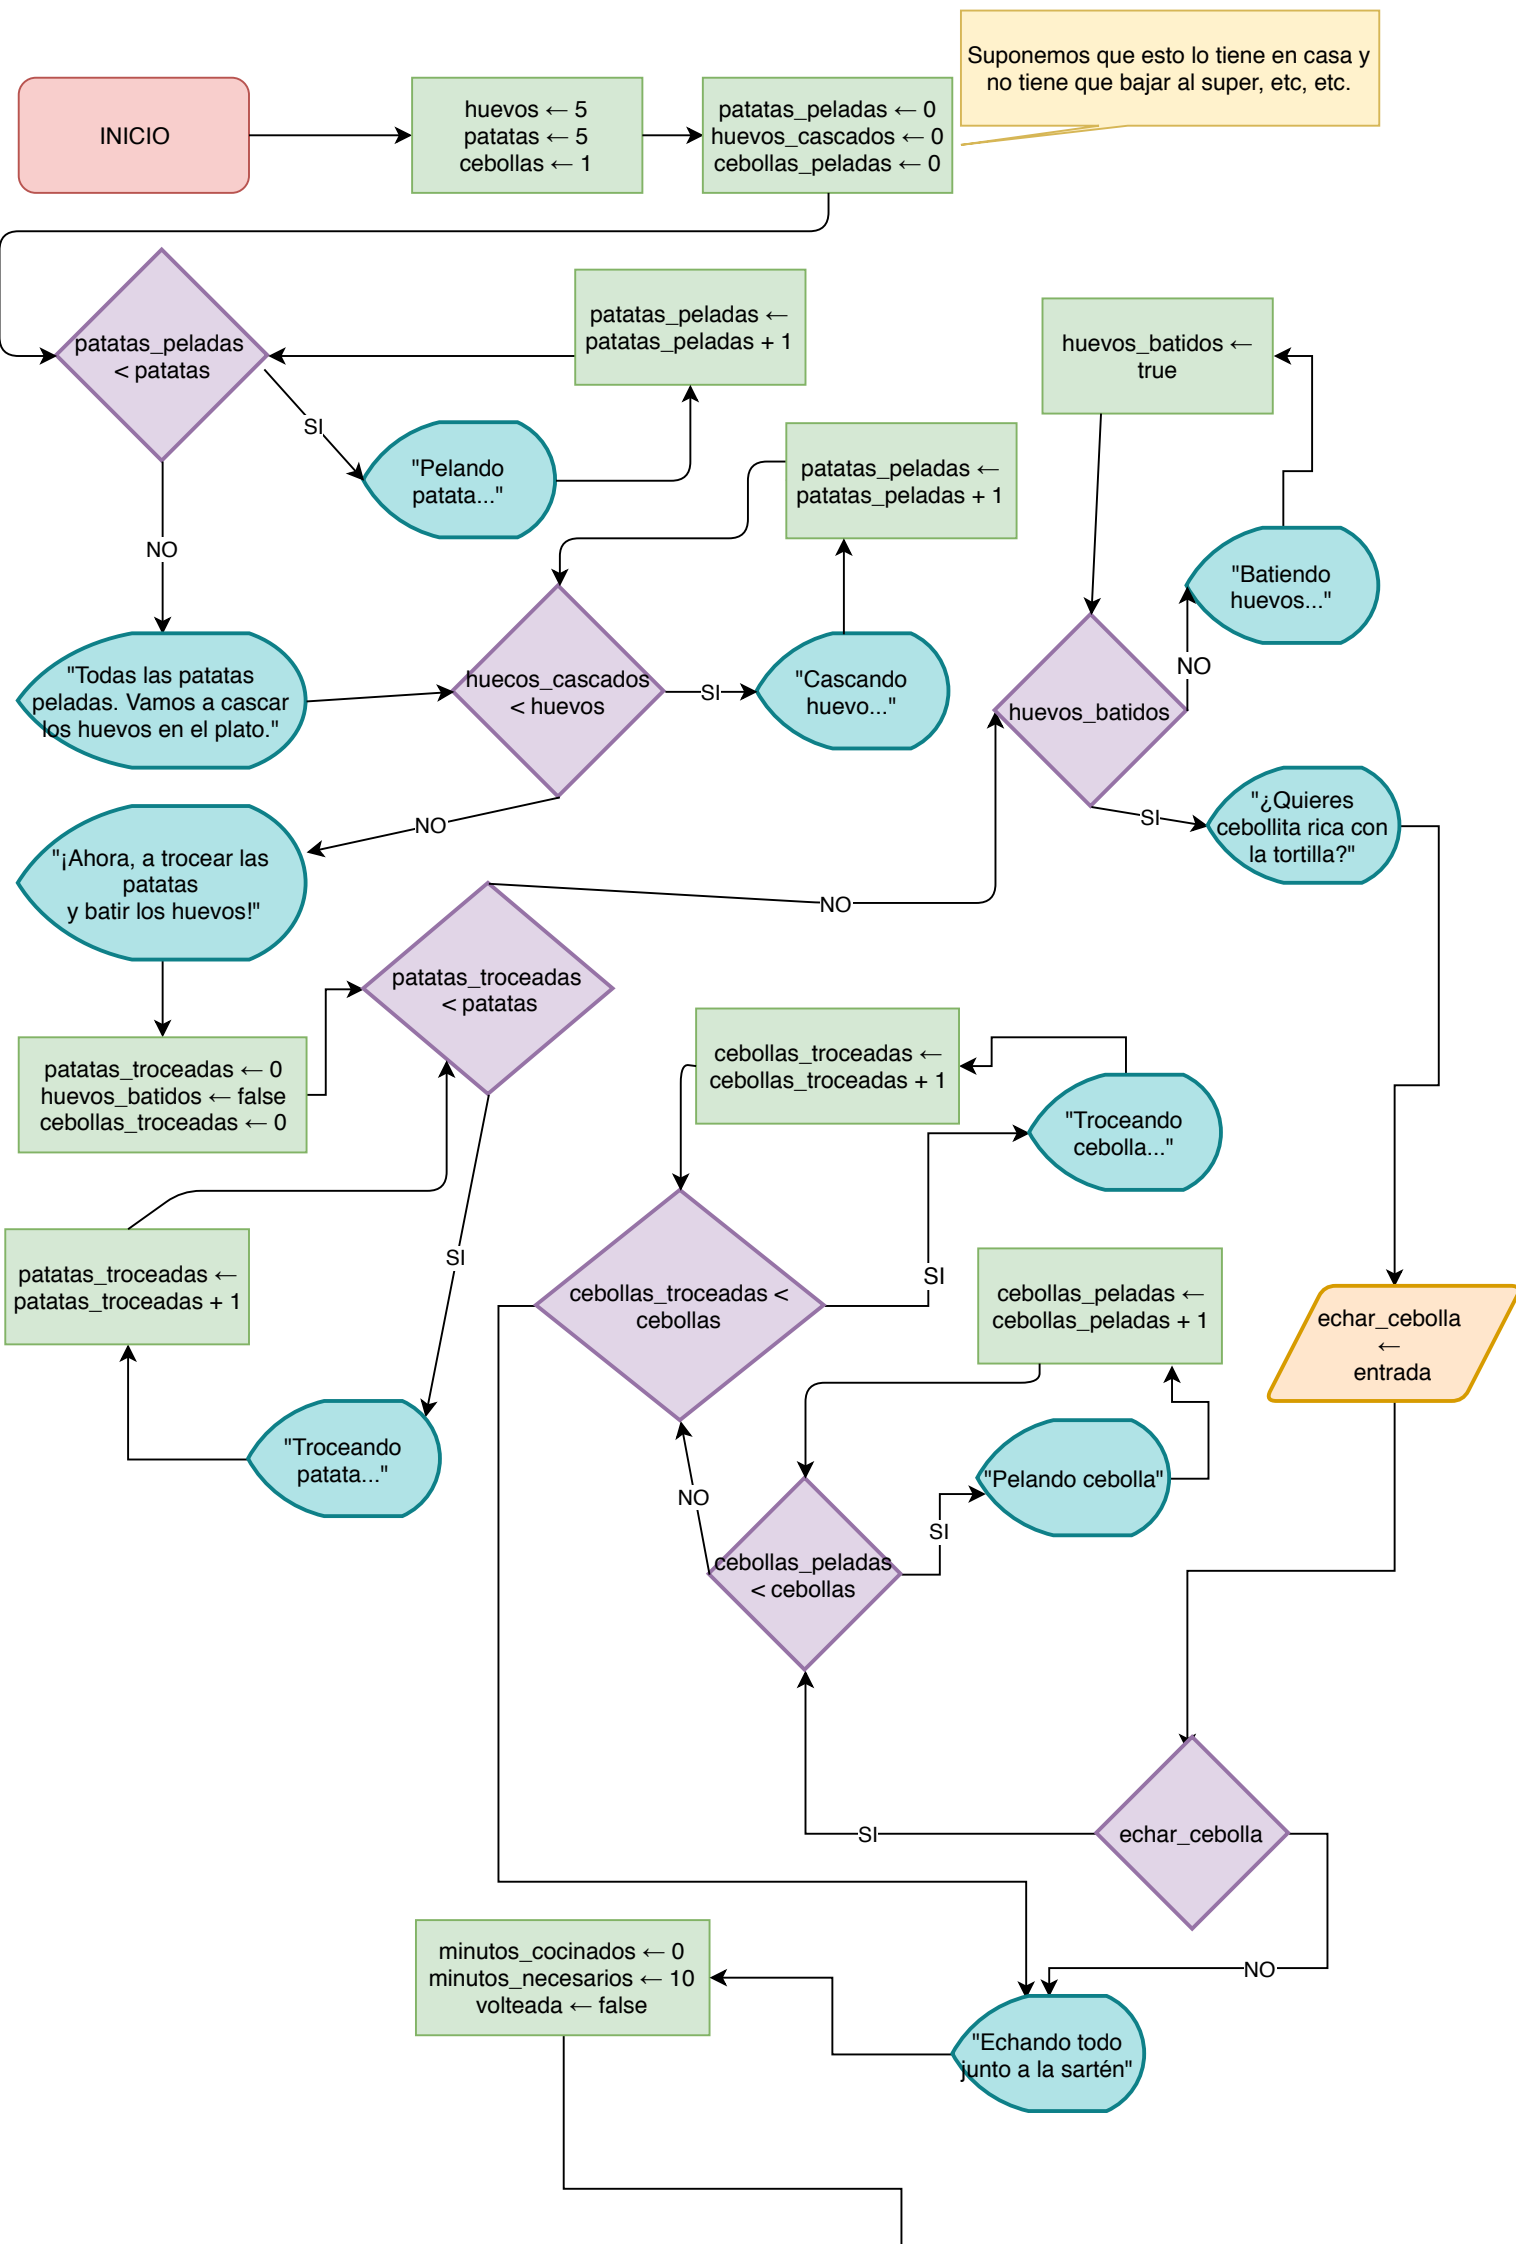 Suponemos que esto lo tiene en casa y
no tiene que bajar al super, etc, etc.
INICIO
huevos ← 5
patatas ← 5
cebollas ← 1
patatas_peladas ← 0
huevos_cascados ← 0
cebollas_peladas ← 0
patatas_peladas
< patatas
patatas_peladas ←
patatas_peladas + 1
SI
"Pelando
patata..."
NO
huevos_batidos ←
true
patatas_peladas ←
patatas_peladas + 1
"Batiendo
huevos..."
NO
"Todas las patatas
peladas. Vamos a cascar
los huevos en el plato."
huecos_cascados
< huevos
SI
"Cascando
huevo..."
huevos_batidos
SI
"¿Quieres
cebollita rica con
la tortilla?"
NO
"¡Ahora, a trocear las
patatas
y batir los huevos!"
NO
patatas_troceadas
< patatas
patatas_troceadas ← 0
huevos_batidos ← false
cebollas_troceadas ← 0
cebollas_troceadas ←
cebollas_troceadas + 1
"Troceando
cebolla..."
SI
patatas_troceadas ←
patatas_troceadas + 1
SI
cebollas_troceadas <
cebollas
cebollas_peladas ←
cebollas_peladas + 1
echar_cebolla
←
entrada
"Troceando
patata..."
NO
"Pelando cebolla"
SI
cebollas_peladas
< cebollas
SI
echar_cebolla
NO
minutos_cocinados ← 0
minutos_necesarios ← 10
volteada ← false
"Echando todo
junto a la sartén"